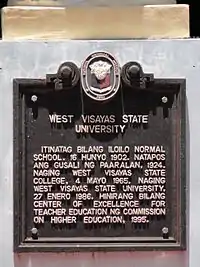 WEST VISAYAS STATE
UNIVERSITY
ITINATAG BILANG ILOILO NORMAL
SCHOOL, 16 HUNYO 1902. NATAPOS
ANG GUSALI NG PAARALAN, 1924.
NAGING WEST VISAYAS STATE
COLLEGE, 4 MAYO 1965. NAGING
WEST VISAYAS STATE UNIVERSITY,
27 ENERO 1986. HINIRANG BILANG
CENTER OF EXCELLENCE FOR
TEACHER EDUCATION NG COMMISSION
ON HIGHER EDUCATION, 1995.